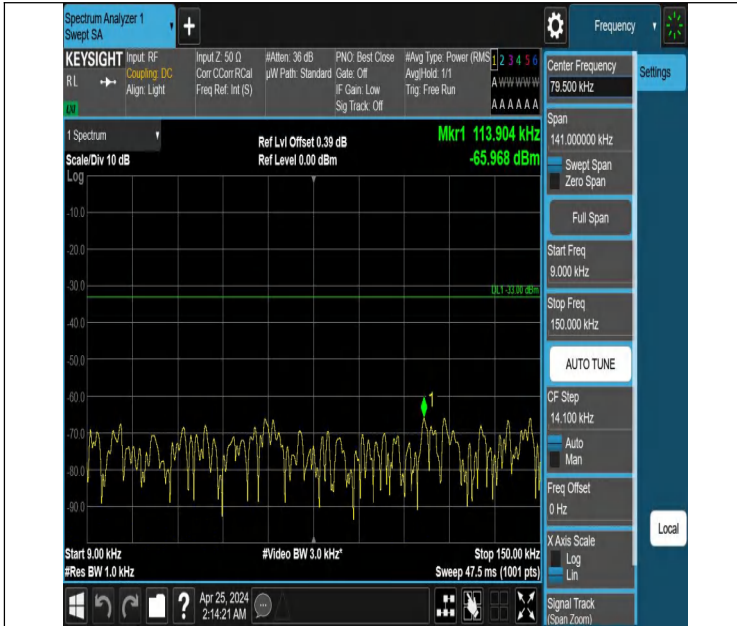 Spectrum Analyzer 1
Swept SA
Frequency
KEYSIGHT
RL
Input: RF
Coupling: DC
Align: Light
Input Z: 50 Ω
Corr CCorr RCal
Freq Ref: Int (S)
#Atten: 36 dB
µW Path: Standard
PNO: Best Close
Gate: Off
IF Gain: Low
Sig Track: Off
#Avg Type: Power (RMS
Avg|Hold: 1/1
Trig: Free Run
1 2 3 4 5 6
A W W W W W
A A A A A A
1 Spectrum
Scale/Div 10 dB
Log
Ref Lvl Offset 0.39 dB
Ref Level 0.00 dBm
Mkr1 113.904 kHz
-65.968 dBm
-10.0
-20.0
-30.0
DL1 -33.00 dBm
-40.0
-50.0
-60.0
1
-70.0
-80.0
-90.0
Start 9.00 kHz
#Res BW 1.0 kHz
#Video BW 3.0 kHz*
Stop 150.00 kHz
Sweep 47.5 ms (1001 pts)
Apr 25, 2024
2:14:21 AM
Center Frequency
79.500 kHz
Settings
Span
141.000000 kHz
Swept Span
Zero Span
Full Span
Start Freq
9.000 kHz
Stop Freq
150.000 kHz
AUTO TUNE
CF Step
14.100 kHz
Auto
Man
Freq Offset
0 Hz
X Axis Scale
Log
Lin
Local
Signal Track
(Span Zoom)